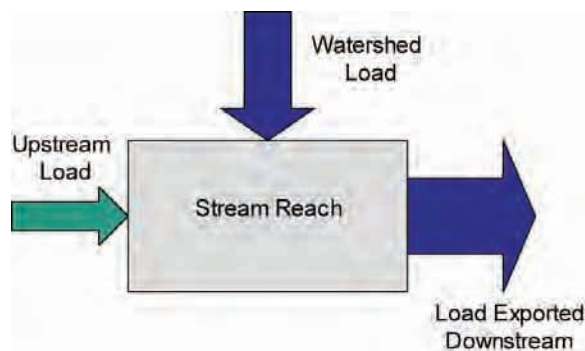 Watershed
Load
Upstream
Load
Stream Reach
Load Exported
Downstream